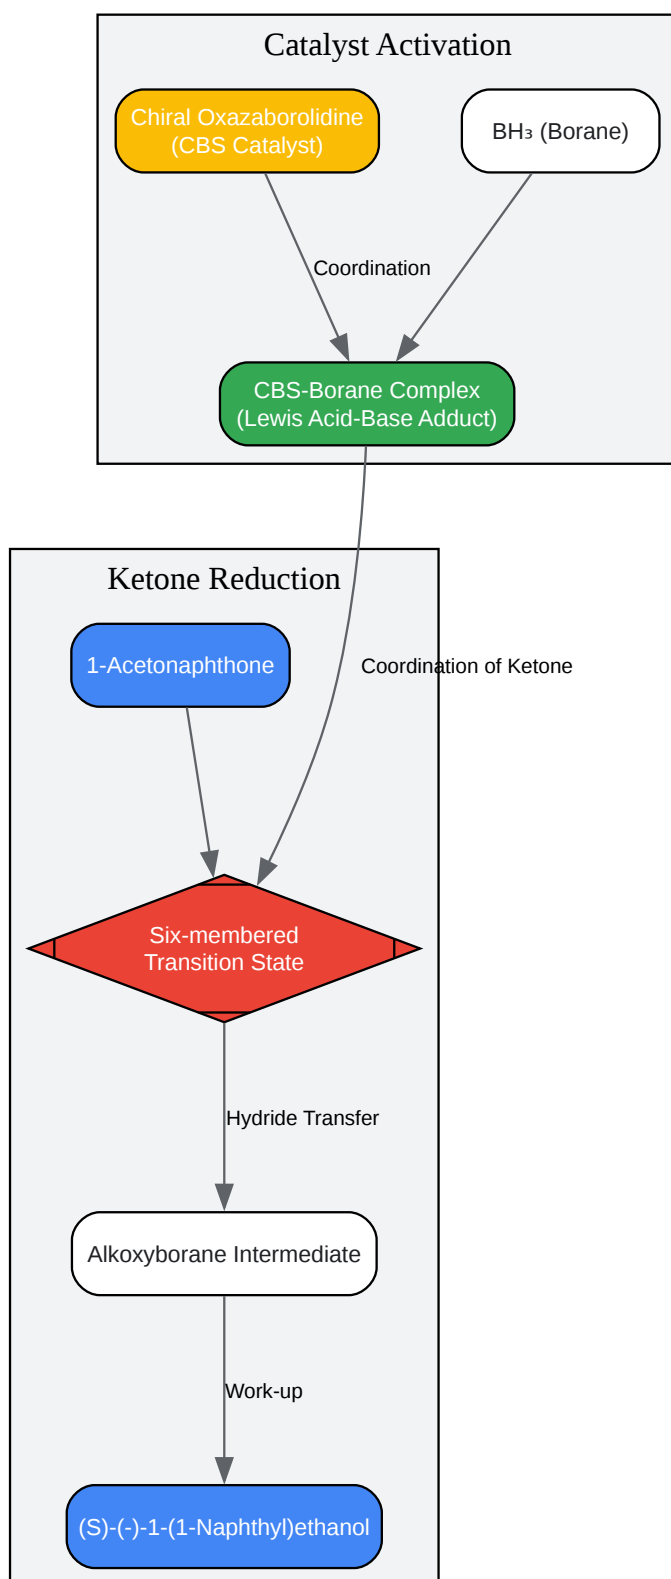 Catalyst Activation
Chiral Oxazaborolidine
(CBS Catalyst)
BH₃ (Borane)
Coordination
CBS-Borane Complex
(Lewis Acid-Base Adduct)
Ketone Reduction
1-Acetonaphthone
Coordination of Ketone
Six-membered
Transition State
Hydride Transfer
Alkoxyborane Intermediate
Work-up
(S)-(-)-1-(1-Naphthyl)ethanol